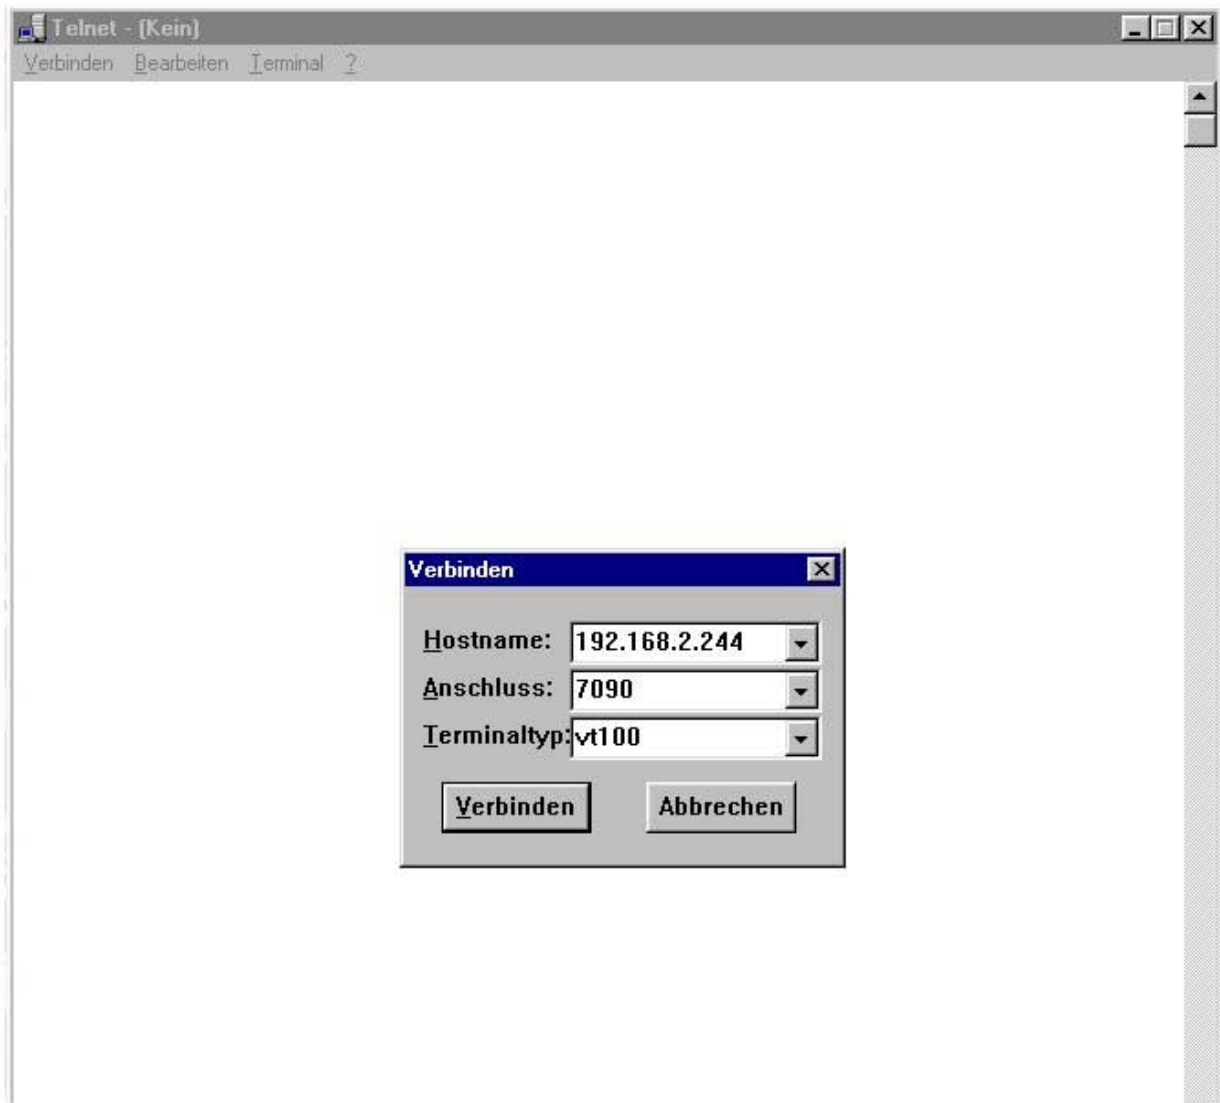 Telnet - (Kein)
Verbinden Bearbeiten Terminal ?
Verbinden
Hostname: 192.168.2.244
Anschluss: 7090
Terminaltyp: vt100
Verbinden Abbrechen